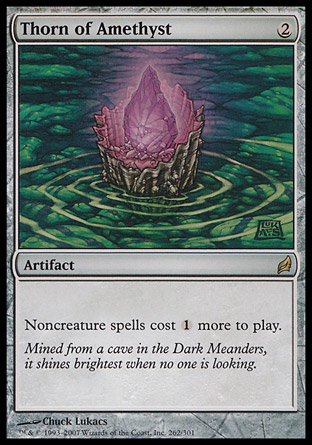 Thorn of Amethyst 2
Artifact
Noncreature spells cost 1 more to play.
Mined from a cave in the Dark Meanders,
it shines brightest when no one is looking.
Chuck Lukacs
™ & © 1993–2007 Wizards of the Coast, Inc. 262/301